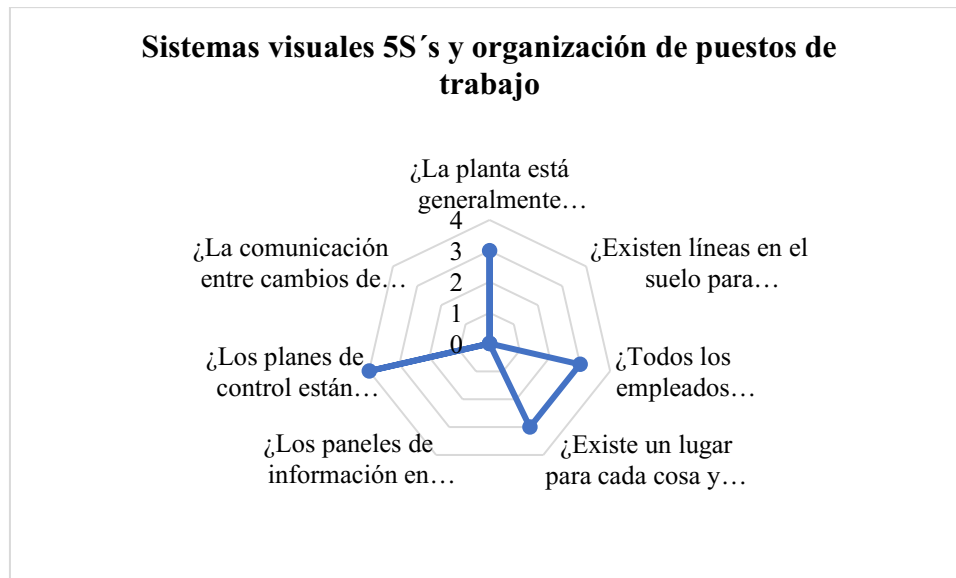 Sistemas visuales 5S´s y organización de puestos de
trabajo
¿La planta está
generalmente…
¿Existen líneas en el
suelo para…
¿Todos los
empleados…
¿Existe un lugar
para cada cosa y…
¿Los paneles de
información en…
¿Los planes de
control están…
¿La comunicación
entre cambios de…
4
3
2
1
0